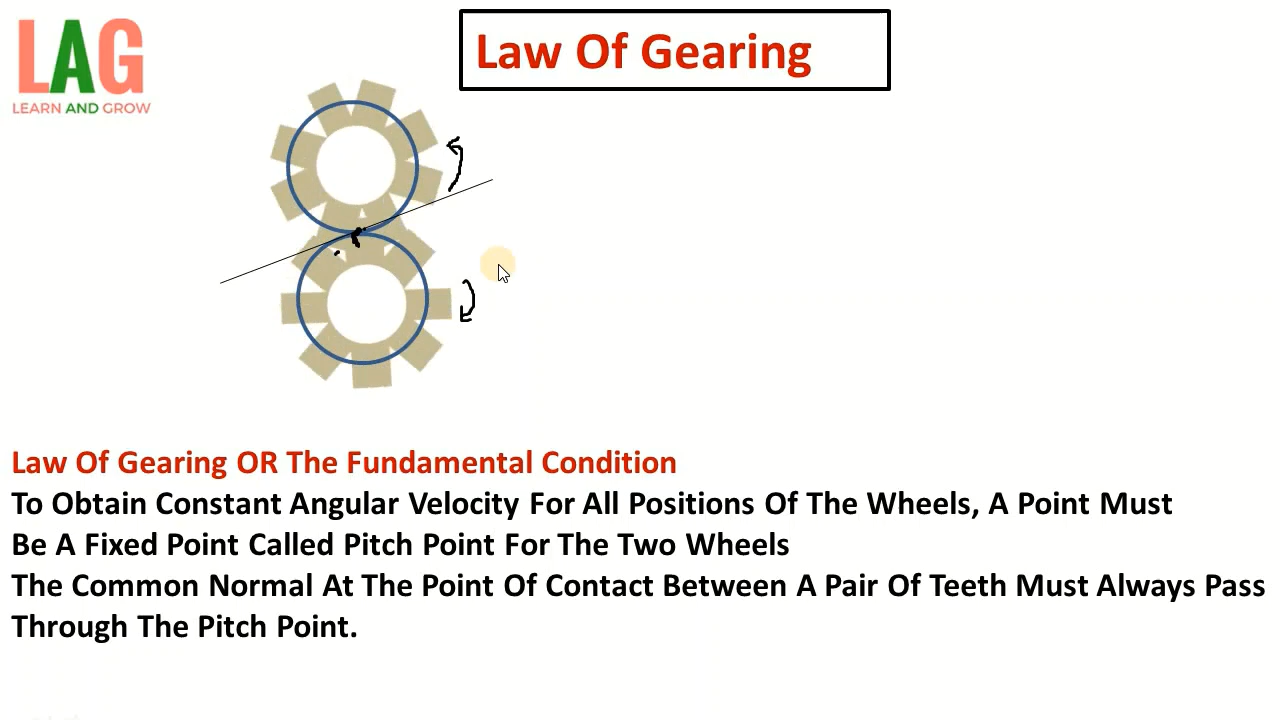 LAG
LEARN AND GROW
Law Of Gearing
Law Of Gearing OR The Fundamental Condition
To Obtain Constant Angular Velocity For All Positions Of The Wheels, A Point Must
Be A Fixed Point Called Pitch Point For The Two Wheels
The Common Normal At The Point Of Contact Between A Pair Of Teeth Must Always Pass
Through The Pitch Point.